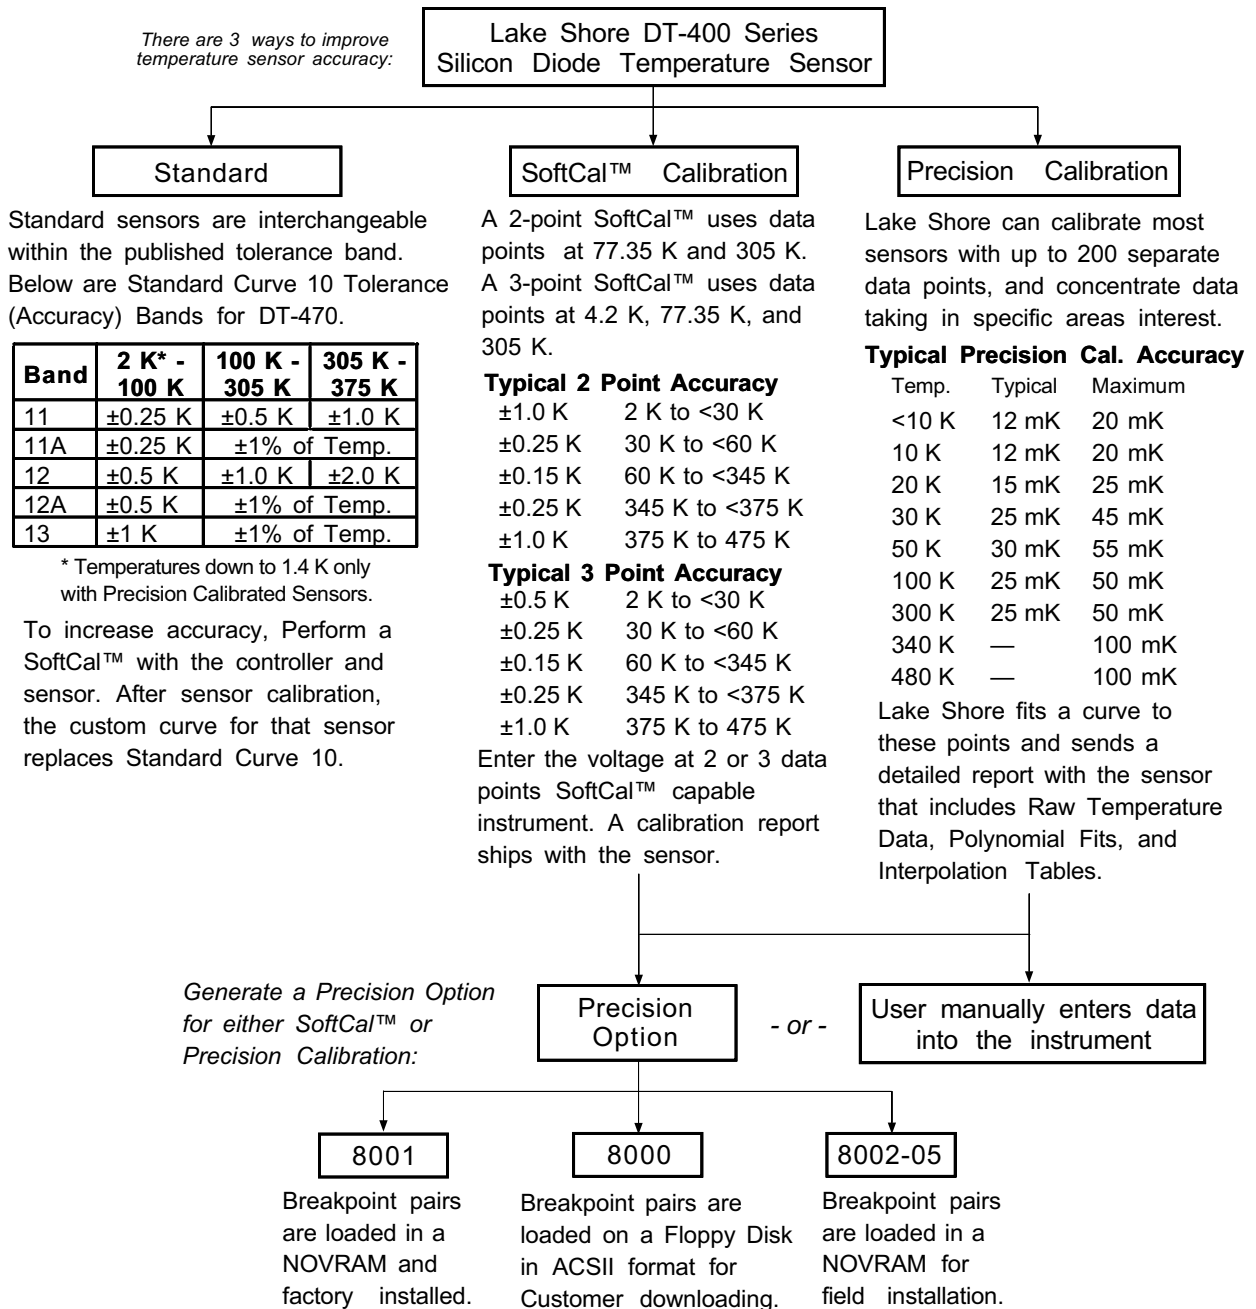 There are 3 ways to improve
temperature sensor accuracy:
Lake Shore DT-400 Series
Silicon Diode Temperature Sensor
Standard
Standard sensors are interchangeable
within the published tolerance band.
Below are Standard Curve 10 Tolerance
(Accuracy) Bands for DT-470.
Band 2 K* - 100 K 100 K - 305 K 305 K - 375 K
11 ±0.25 K ±0.5 K ±1.0 K
11A ±0.25 K ±1% of Temp.
12 ±0.5 K ±1.0 K ±2.0 K
12A ±0.5 K ±1% of Temp.
13 ±1 K ±1% of Temp.
* Temperatures down to 1.4 K only
with Precision Calibrated Sensors.
To increase accuracy, Perform a
SoftCal™ with the controller and
sensor. After sensor calibration,
the custom curve for that sensor
replaces Standard Curve 10.
SoftCal™ Calibration
A 2-point SoftCal™ uses data
points at 77.35 K and 305 K.
A 3-point SoftCal™ uses data
points at 4.2 K, 77.35 K, and
305 K.
Typical 2 Point Accuracy
±1.0 K 2 K to <30 K
±0.25 K 30 K to <60 K
±0.15 K 60 K to <345 K
±0.25 K 345 K to <375 K
±1.0 K 375 K to 475 K
Typical 3 Point Accuracy
±0.5 K 2 K to <30 K
±0.25 K 30 K to <60 K
±0.15 K 60 K to <345 K
±0.25 K 345 K to <375 K
±1.0 K 375 K to 475 K
Enter the voltage at 2 or 3 data
points SoftCal™ capable
instrument. A calibration report
ships with the sensor.
Precision Calibration
Lake Shore can calibrate most
sensors with up to 200 separate
data points, and concentrate data
taking in specific areas interest.
Typical Precision Cal. Accuracy
Temp. Typical Maximum
<10 K 12 mK 20 mK
10 K 12 mK 20 mK
20 K 15 mK 25 mK
30 K 25 mK 45 mK
50 K 30 mK 55 mK
100 K 25 mK 50 mK
300 K 25 mK 50 mK
340 K — 100 mK
480 K — 100 mK
Lake Shore fits a curve to
these points and sends a
detailed report with the sensor
that includes Raw Temperature
Data, Polynomial Fits, and
Interpolation Tables.
Generate a Precision Option
for either SoftCal™ or
Precision Calibration:
Precision
Option
- or -
User manually enters data
into the instrument
8001
Breakpoint pairs
are loaded in a
NOVRAM and
factory installed.
8000
Breakpoint pairs are
loaded on a Floppy Disk
in ACSII format for
Customer downloading.
8002-05
Breakpoint pairs
are loaded in a
NOVRAM for
field installation.